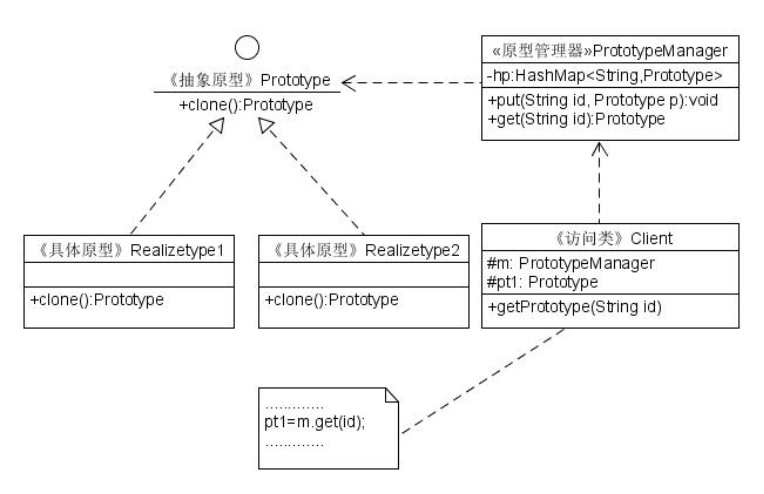 《抽象原型》Prototype
+clone():Prototype
«原型管理器»PrototypeManager
-hp:HashMap<String,Prototype>
+put(String id, Prototype p):void
+get(String id):Prototype
《具体原型》Realizetype1
+clone():Prototype
《具体原型》Realizetype2
+clone():Prototype
《访问类》Client
#m: PrototypeManager
#pt1: Prototype
+getPrototype(String id)
.............
pt1=m.get(id);
.............